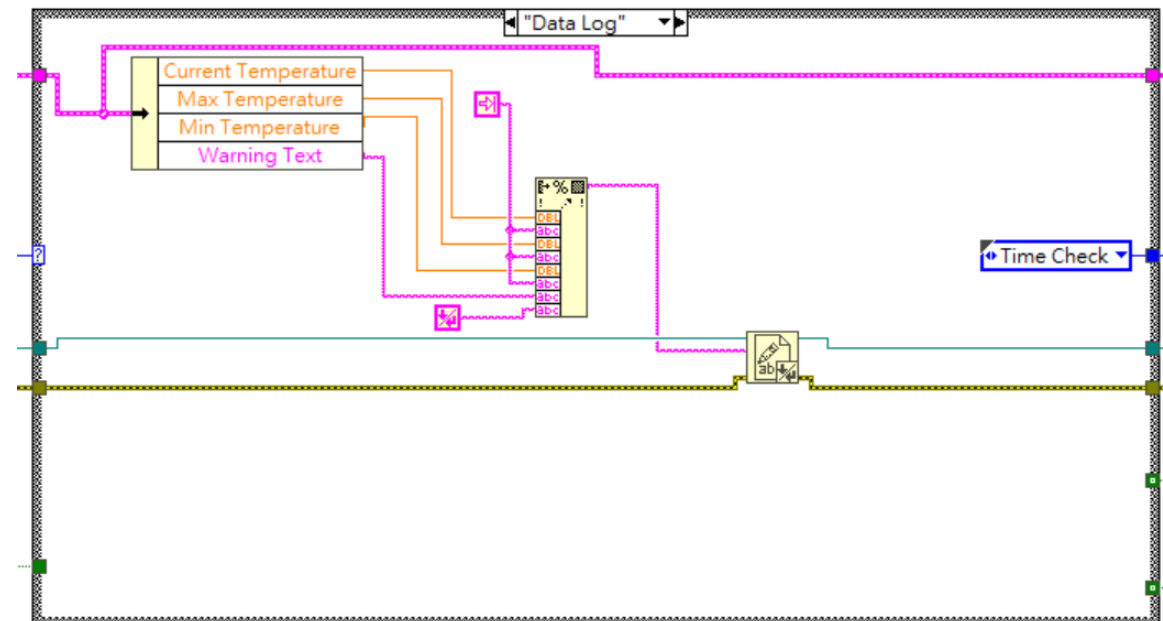 "Data Log"
Current Temperature
Max Temperature
Min Temperature
Warning Text
%
! !
DBL
abc
DBL
abc
DBL
abc
abc
abc
?
Time Check
ab